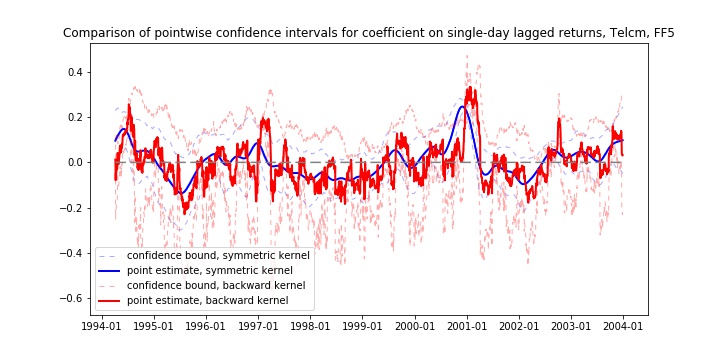 Comparison of pointwise confidence intervals for coefficient on single-day lagged returns, Telcm, FF5
0.4
0.2
0.0
−0.2
−0.4
−0.6
confidence bound, symmetric kernel
point estimate, symmetric kernel
confidence bound, backward kernel
point estimate, backward kernel
1994-01 1995-01 1996-01 1997-01 1998-01 1999-01 2000-01 2001-01 2002-01 2003-01 2004-01